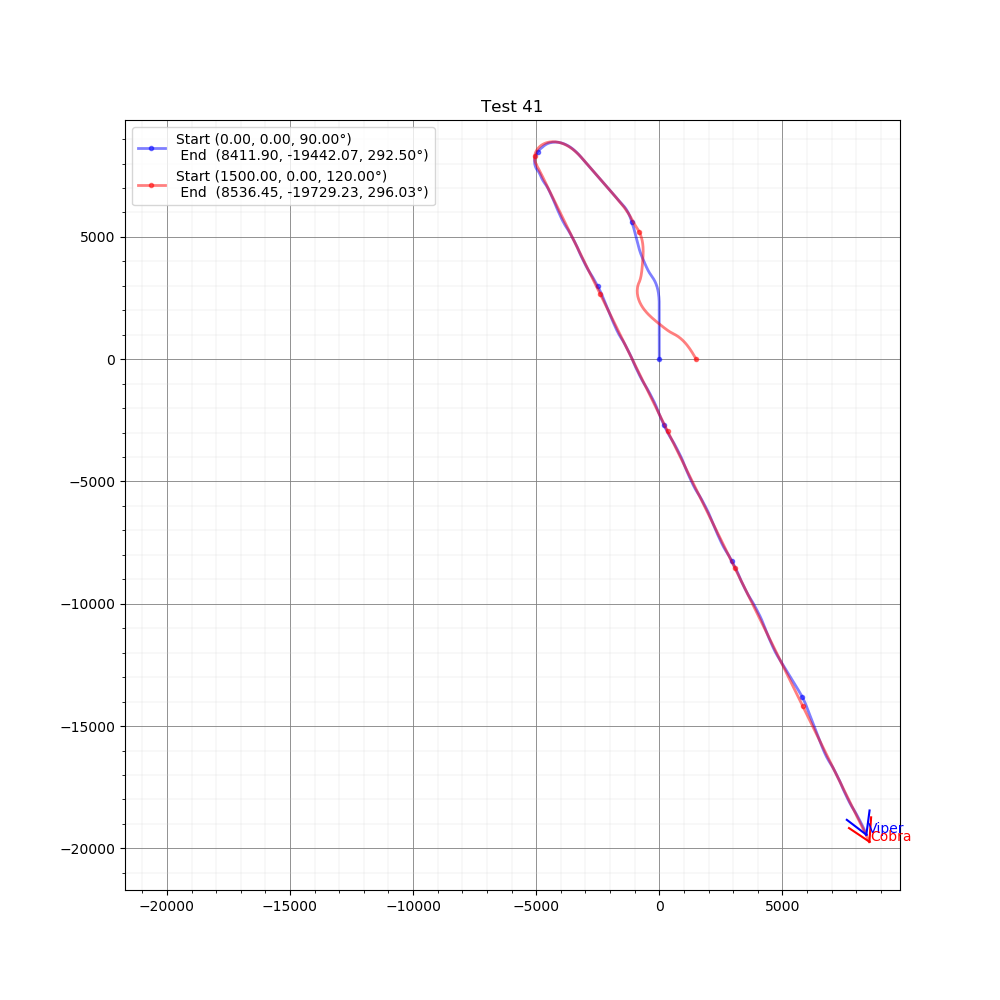 Test 41
Start (0.00, 0.00, 90.00°)
End (8411.90, -19442.07, 292.50°)
Start (1500.00, 0.00, 120.00°)
End (8536.45, -19729.23, 296.03°)
5000
0
−5000
−10000
−15000
−20000
Viper
Cobra
−20000 −15000 −10000 −5000 0 5000